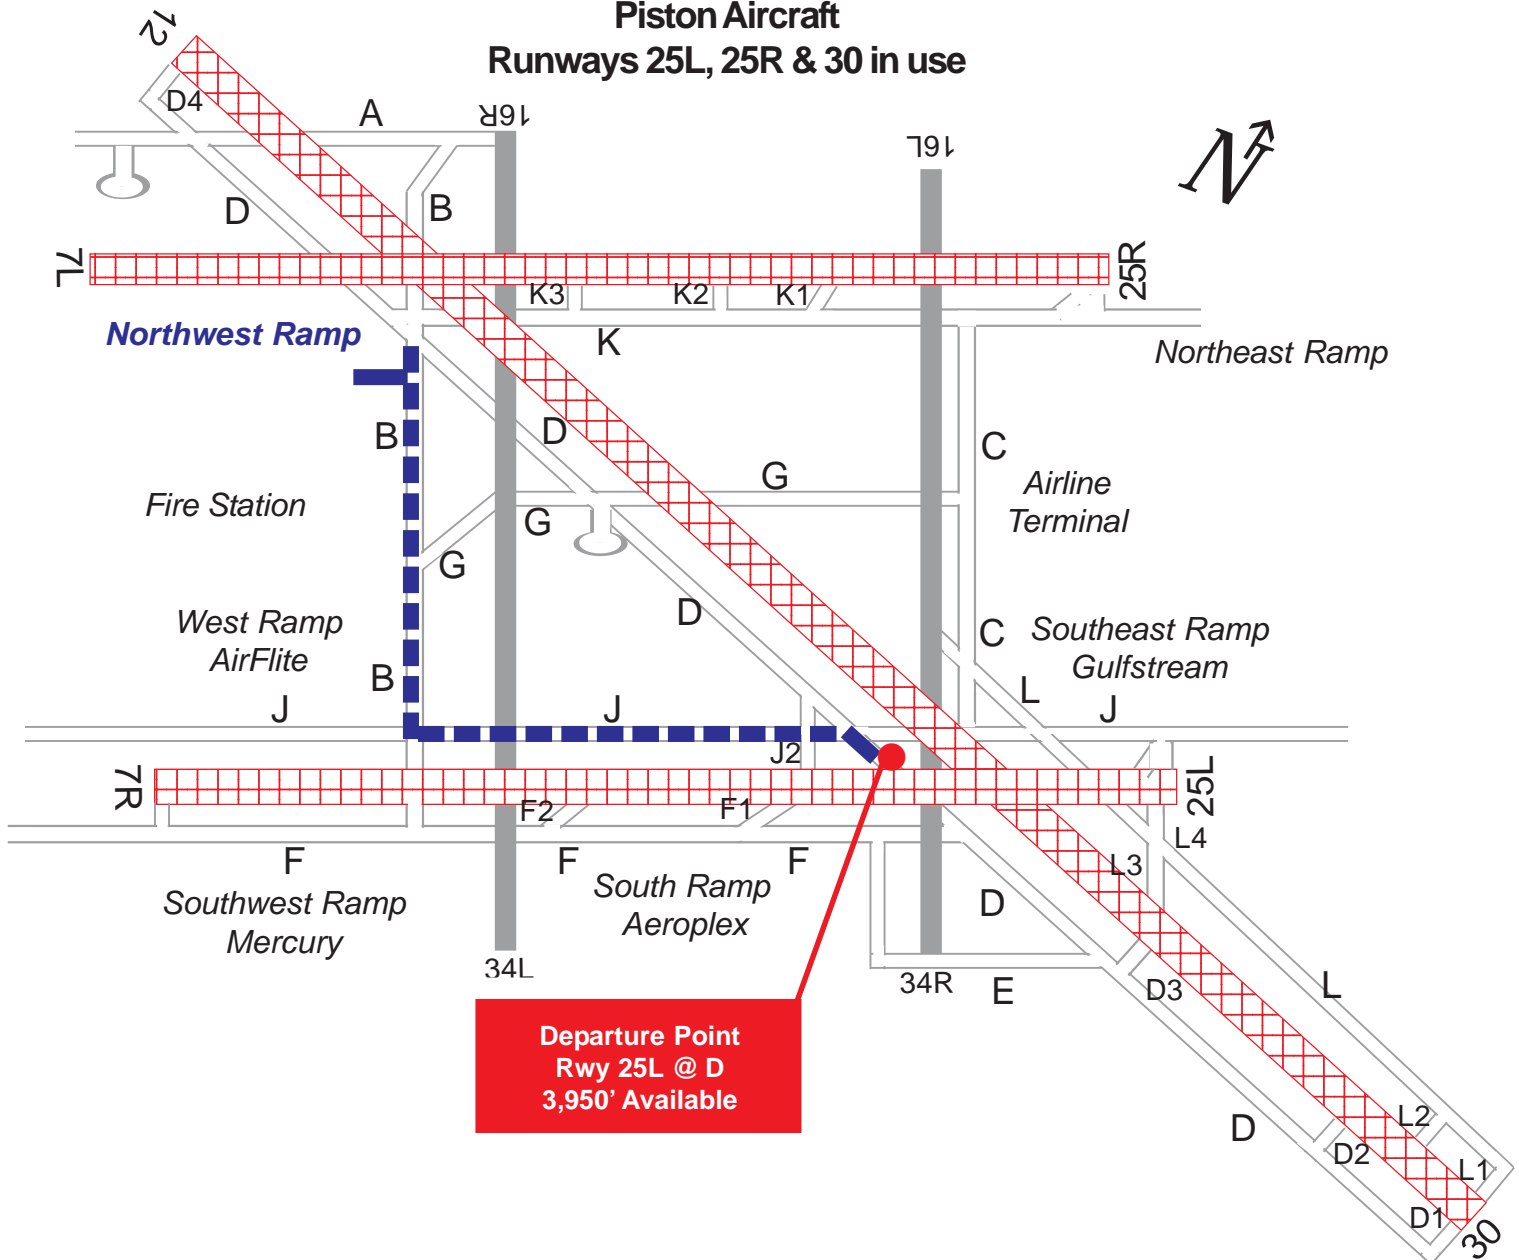 Piston Aircraft
Runways 25L, 25R & 30 in use
12
D4
A
16R
16L
N
D
B
7L
25R
K3
K2
K1
Northwest Ramp
K
Northeast Ramp
B
D
C
G
Airline
Terminal
Fire Station
G
G
West Ramp
AirFlite
D
C
Southeast Ramp
Gulfstream
B
L
J
J
J
J2
7R
25L
F2
F1
L4
F
F
F
L3
Southwest Ramp
Mercury
South Ramp
Aeroplex
D
34L
34R
E
D3
L
Departure Point
Rwy 25L @ D
3,950’ Available
D
L2
D2
L1
D1
30